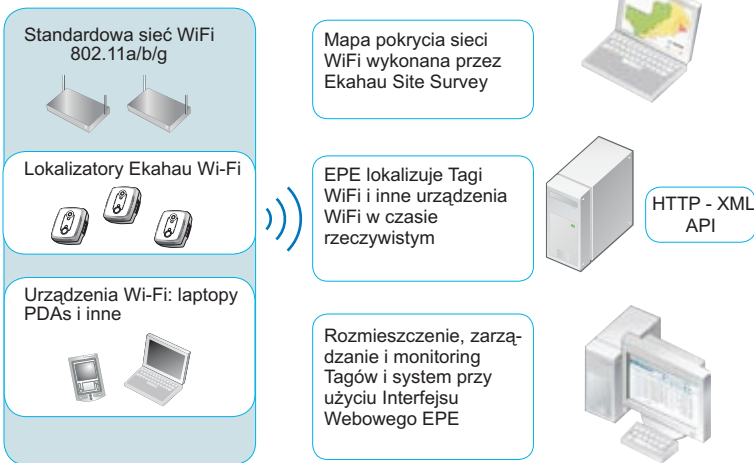 Standardowa sieć WiFi
802.11a/b/g
Lokalizatory Ekahau Wi-Fi
Urządzenia Wi-Fi: laptopy
PDAs i inne
Mapa pokrycia sieci
WiFi wykonana przez
Ekahau Site Survey
EPE lokalizuje Tagi
WiFi i inne urządzenia
WiFi w czasie
rzeczywistym
HTTP - XML
API
Rozmieszczenie, zarzą-
dzanie i monitoring
Tagów i system przy
użyciu Interfejsu
Webowego EPE